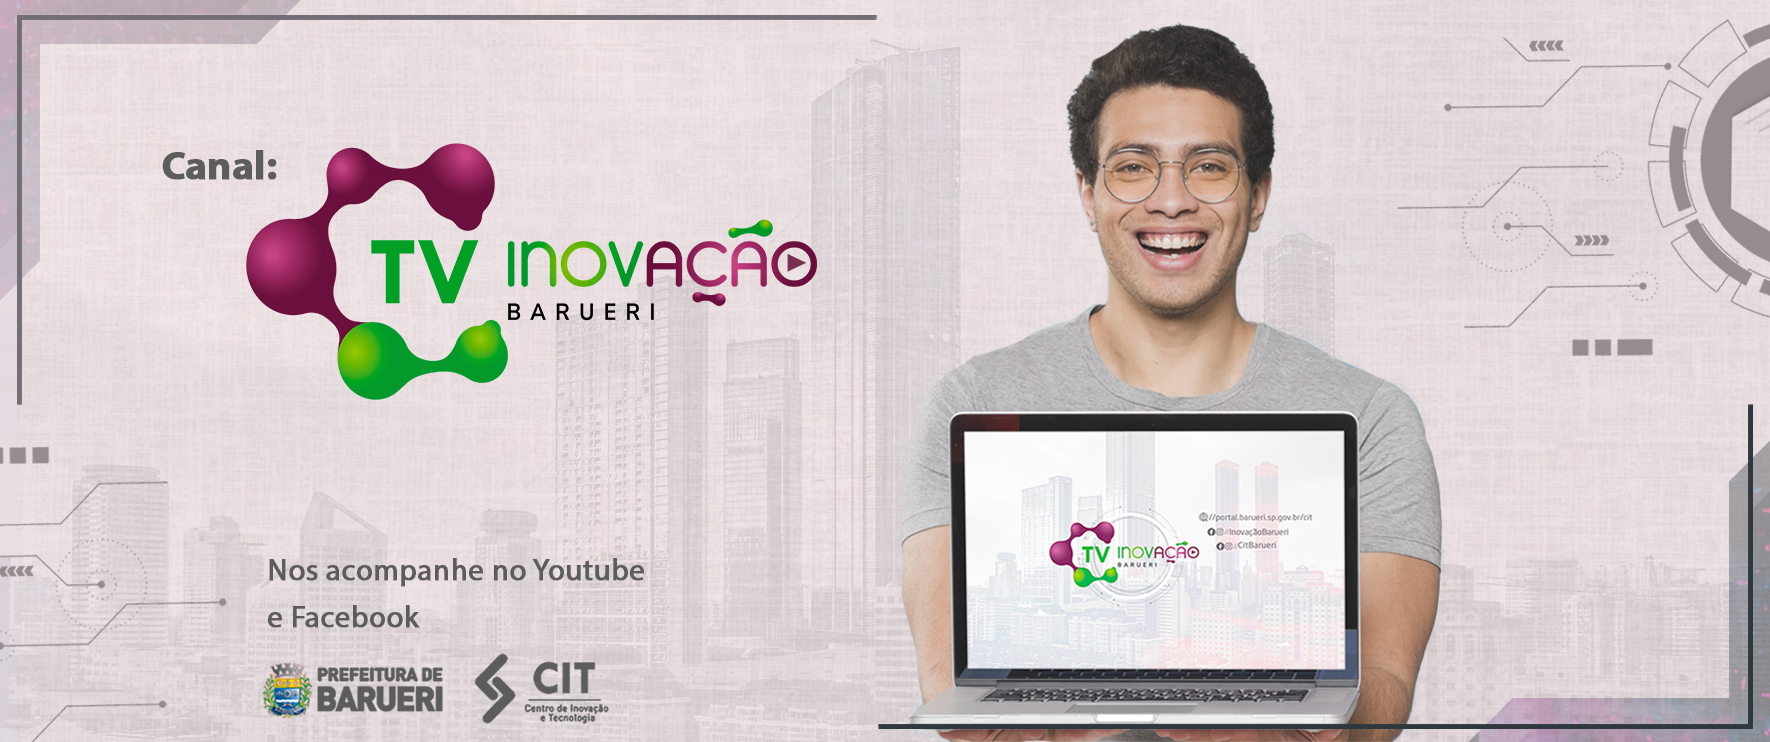 Canal:
TV INOVAÇÃO
BARUERI
Nos acompanhe no Youtube
e Facebook
PREFEITURA DE
BARUERI
CIT
Centro de Inovação
e Tecnologia
//portal.barueri.sp.gov.br/cit
//InovaçãoBarueri
//CitBarueri
TV INOVAÇÃO
BARUERI